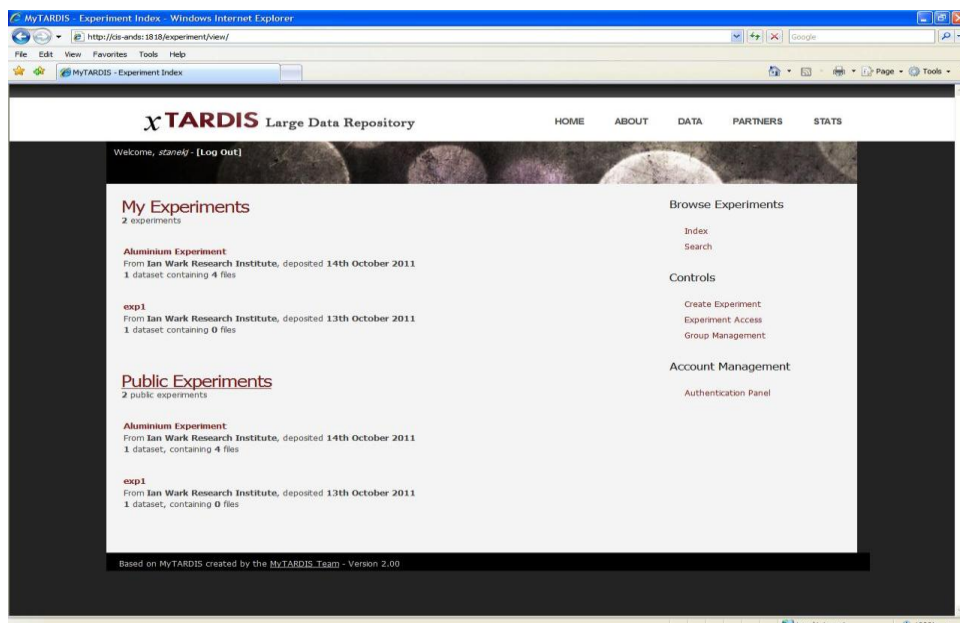 MyTARDIS - Experiment Index - Windows Internet Explorer
http://cis-ands:1818/experiment/view/
Google
File Edit View Favorites Tools Help
MyTARDIS - Experiment Index
Page Tools
xTARDIS Large Data Repository
HOME ABOUT DATA PARTNERS STATS
Welcome, stanekj - [Log Out]
My Experiments
2 experiments
Aluminium Experiment
From Ian Wark Research Institute, deposited 14th October 2011
1 dataset containing 4 files
exp1
From Ian Wark Research Institute, deposited 13th October 2011
1 dataset containing 0 files
Public Experiments
2 public experiments
Aluminium Experiment
From Ian Wark Research Institute, deposited 14th October 2011
1 dataset, containing 4 files
exp1
From Ian Wark Research Institute, deposited 13th October 2011
1 dataset, containing 0 files
Browse Experiments
Index
Search
Controls
Create Experiment
Experiment Access
Group Management
Account Management
Authentication Panel
Based on MyTARDIS created by the MyTARDIS Team - Version 2.00